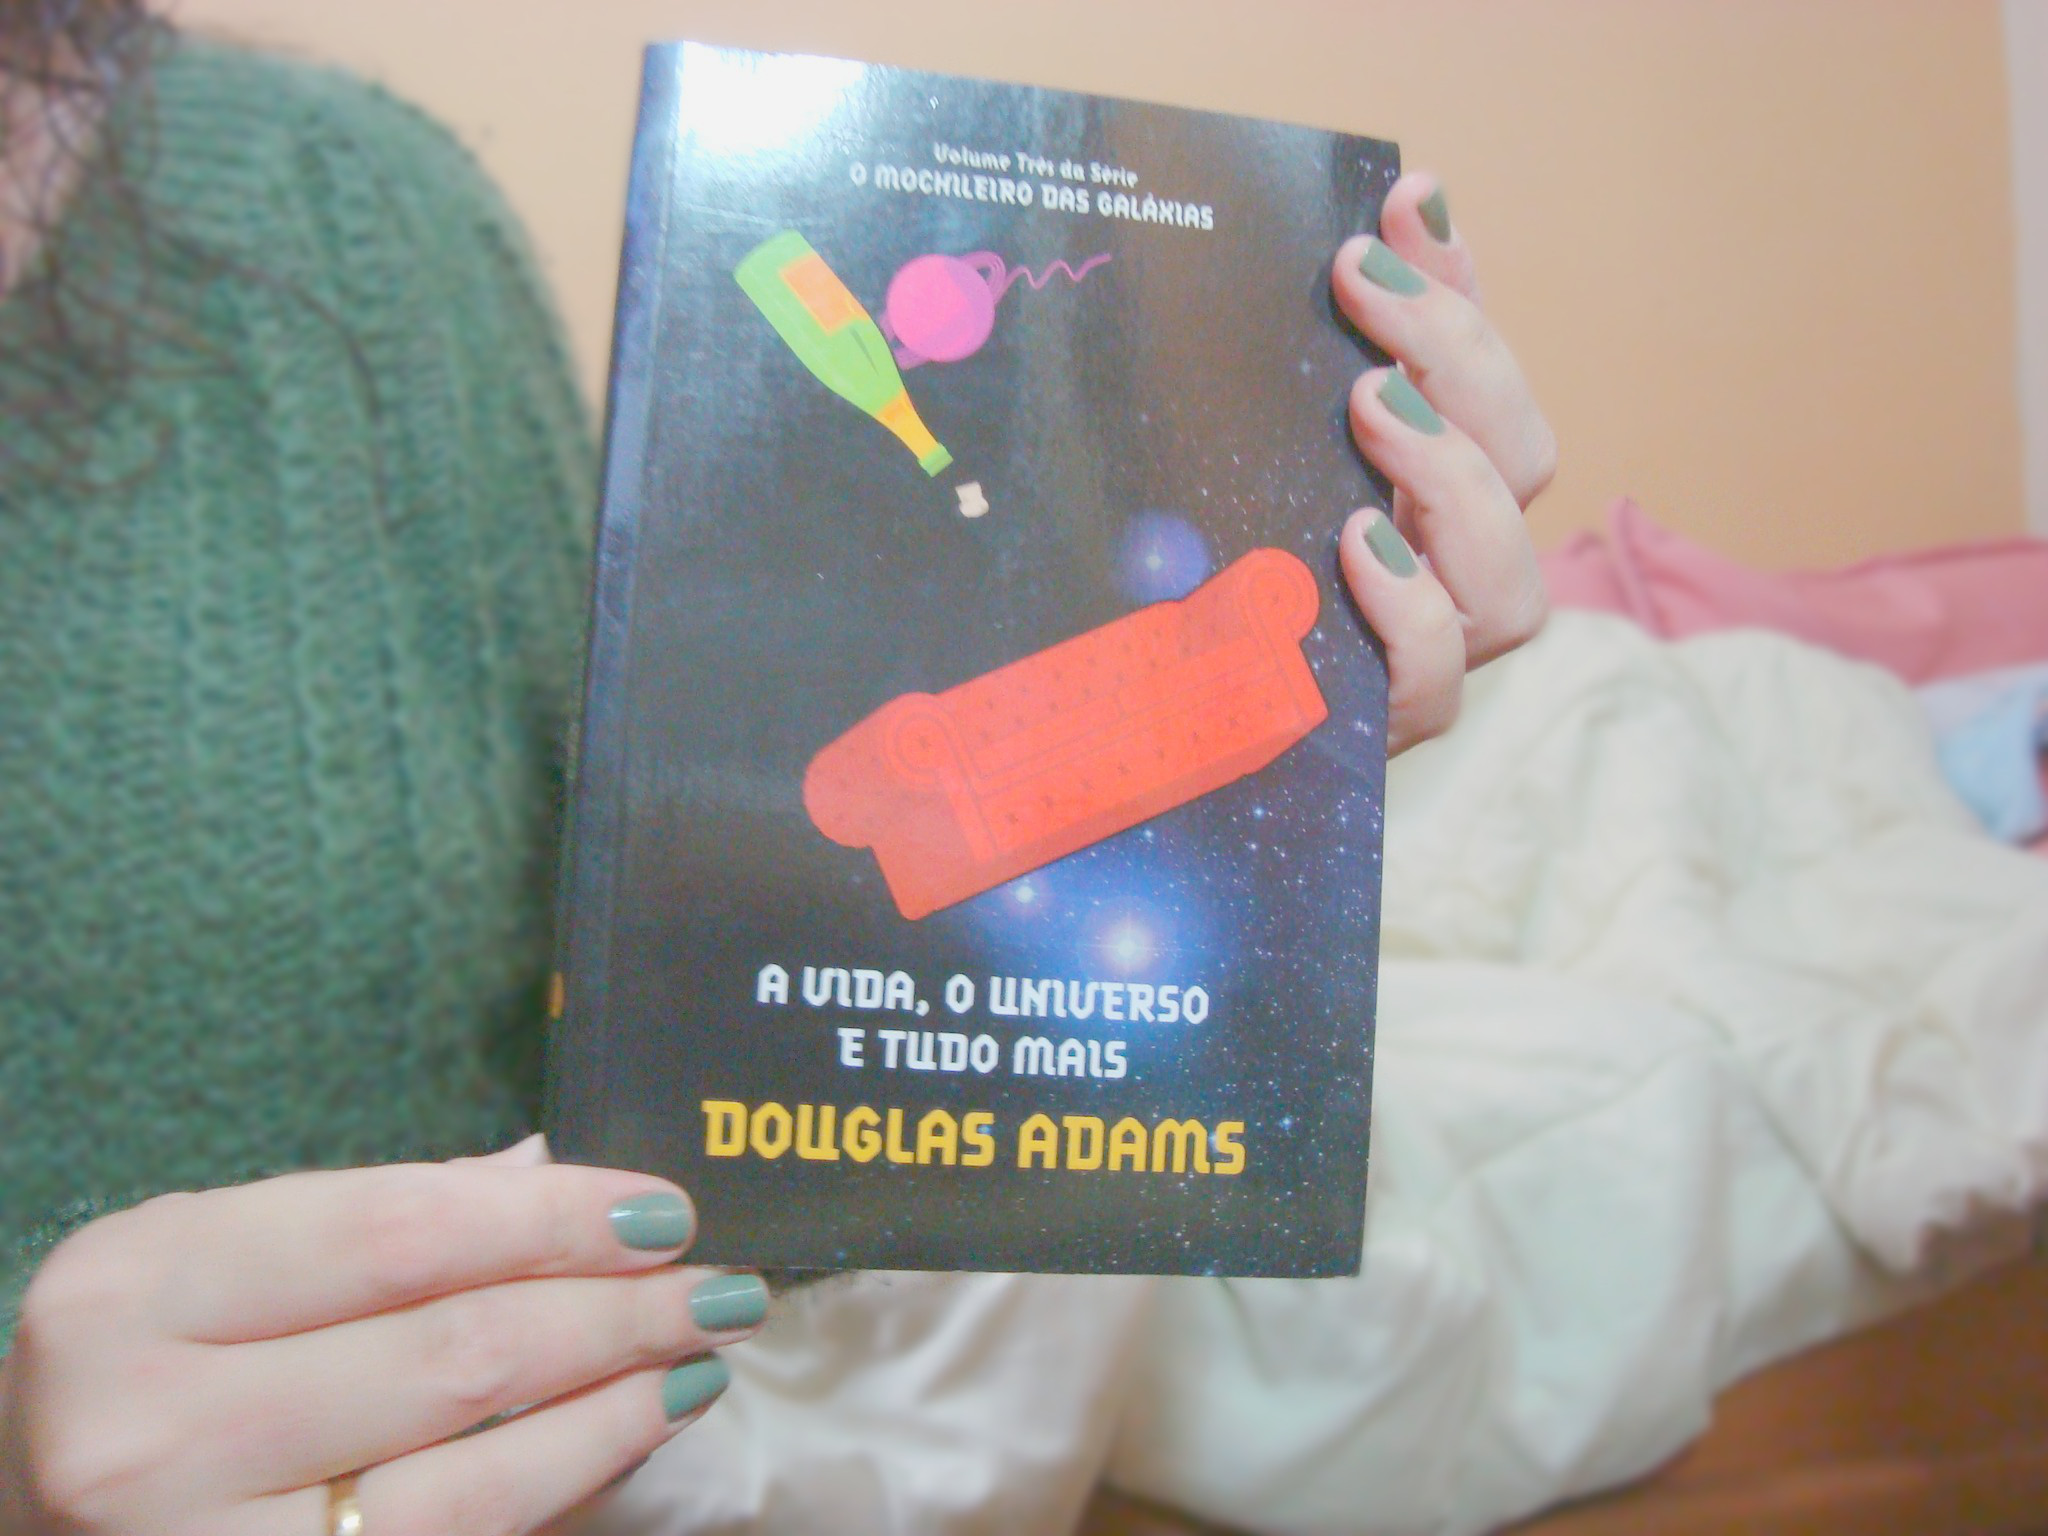 Volume Três da Série
O MOCHILEIRO DAS GALÁXIAS
A VIDA, O UNIVERSO
E TUDO MAIS
DOUGLAS ADAMS